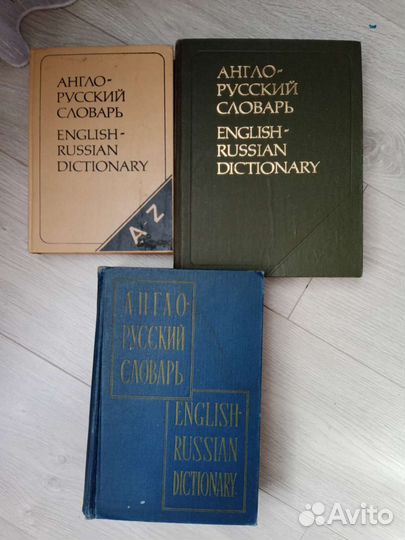 АНГЛО-
РУССКИЙ
СЛОВАРЬ
ENGLISH-
RUSSIAN
DICTIONARY
A-Z
АНГЛО-
РУССКИЙ
СЛОВАРЬ
ENGLISH-
RUSSIAN
DICTIONARY
АНГЛО-
РУССКИЙ
СЛОВАРЬ
ENGLISH-
RUSSIAN
DICTIONARY
Avito